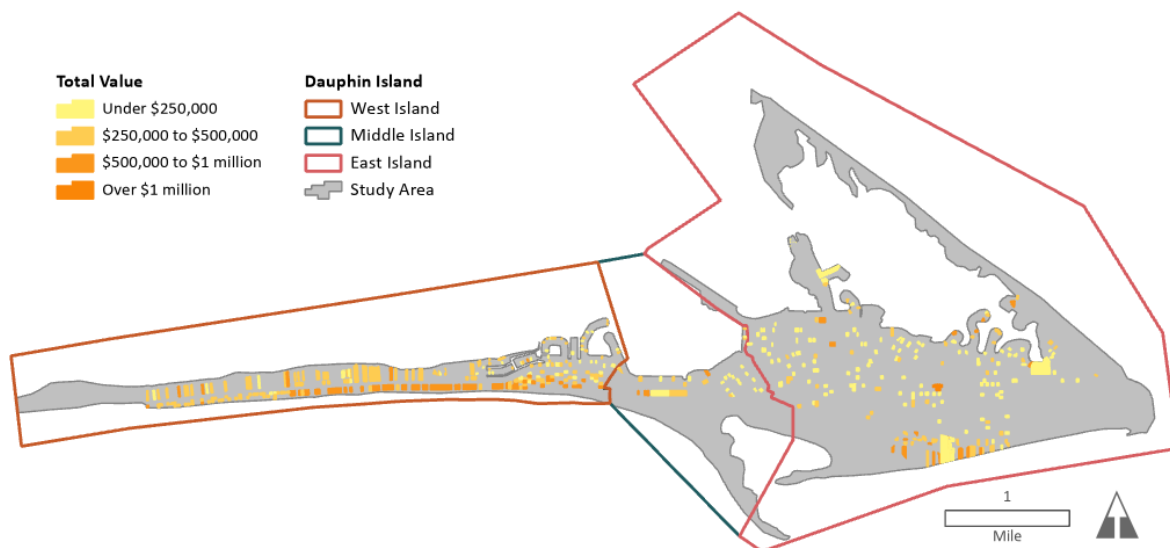 Total Value
Under $250,000
$250,000 to $500,000
$500,000 to $1 million
Over $1 million
Dauphin Island
West Island
Middle Island
East Island
Study Area
1
Mile